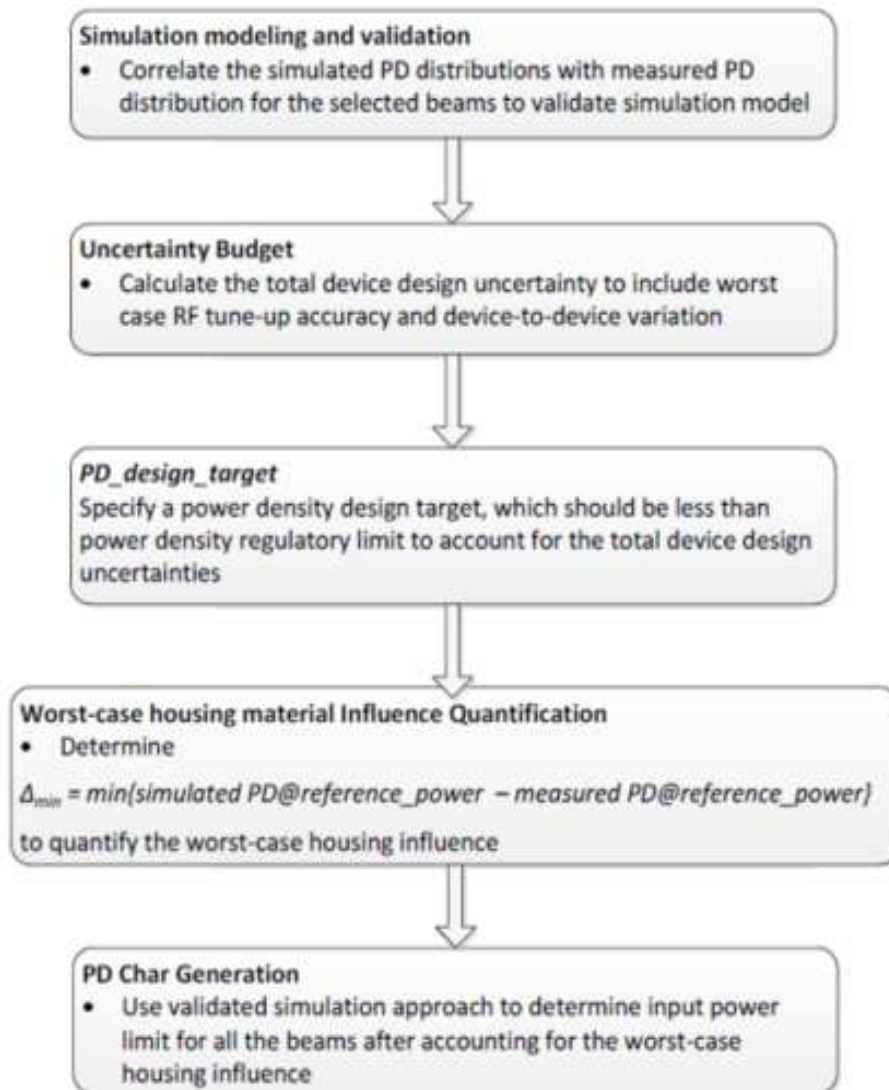 Simulation modeling and validation
• Correlate the simulated PD distributions with measured PD
distribution for the selected beams to validate simulation model
Uncertainty Budget
• Calculate the total device design uncertainty to include worst
case RF tune-up accuracy and device-to-device variation
PD_design_target
Specify a power density design target, which should be less than
power density regulatory limit to account for the total device design
uncertainties
Worst-case housing material Influence Quantification
• Determine
Δmin = min{simulated PD@reference_power – measured PD@reference_power}
to quantify the worst-case housing influence
PD Char Generation
• Use validated simulation approach to determine input power
limit for all the beams after accounting for the worst-case
housing influence